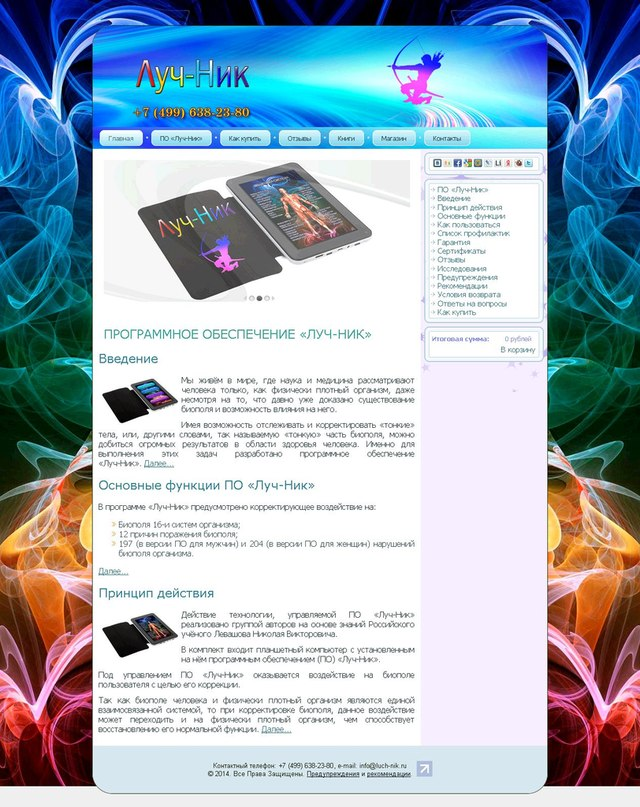 Луч-Ник
+7 (499) 638-23-80
Главная
ПО «Луч-Ник»
Как купить
Отзывы
Книги
Магазин
Контакты
Луч-Ник
ПО «Луч-Ник»
Введение
Принцип действия
Основные функции
Как пользоваться
Список профилактик
Гарантия
Сертификаты
Отзывы
Исследования
Предупреждения
Рекомендации
Условия возврата
Ответы на вопросы
Как купить
Итоговая сумма: 0 рублей
В корзину
ПРОГРАММНОЕ ОБЕСПЕЧЕНИЕ «ЛУЧ-НИК»
Введение
Мы живём в мире, где наука и медицина рассматривают
человека только, как физически плотный организм, даже
несмотря на то, что давно уже доказано существование
биополя и возможность влияния на него.
Имея возможность отслеживать и корректировать «тонкие»
тела, или, другими словами, так называемую «тонкую» часть биополя, можно
добиться огромных результатов в области здоровья человека. Именно для
выполнения этих задач разработано программное обеспечение
«Луч-Ник». Далее...
Основные функции ПО «Луч-Ник»
В программе «Луч-Ник» предусмотрено корректирующее воздействие на:
Биополя 16-и систем организма;
12 причин поражения биополя;
197 (в версии ПО для мужчин) и 204 (в версии ПО для женщин) нарушений
биополя организма.
Далее...
Принцип действия
Действие технологии, управляемой ПО «Луч-Ник»
реализовано группой авторов на основе знаний Российского
учёного Левашова Николая Викторовича.
В комплект входит планшетный компьютер с установленным
на нём программным обеспечением (ПО) «Луч-Ник».
Под управлением ПО «Луч-Ник» оказывается воздействие на биополе
пользователя с целью его коррекции.
Так как биополе человека и физически плотный организм являются единой
взаимосвязанной системой, то при корректировке биополя, данное воздействие
может переходить и на физически плотный организм, чем способствует
восстановлению его нормальной функции. Далее...
Контактный телефон: +7 (499) 638-23-80, e-mail: info@luch-nik.ru
© 2014. Все Права Защищены. Предупреждения и рекомендации.